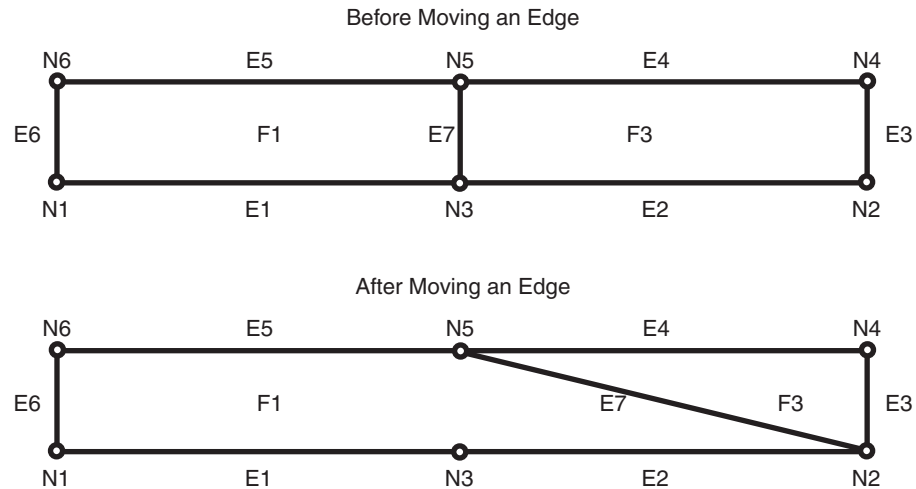 Before Moving an Edge
N6 E5 N5 E4 N4
E6 F1 E7 F3 E3
N1 E1 N3 E2 N2
After Moving an Edge
N6 E5 N5 E4 N4
E6 F1 E7 F3 E3
N1 E1 N3 E2 N2